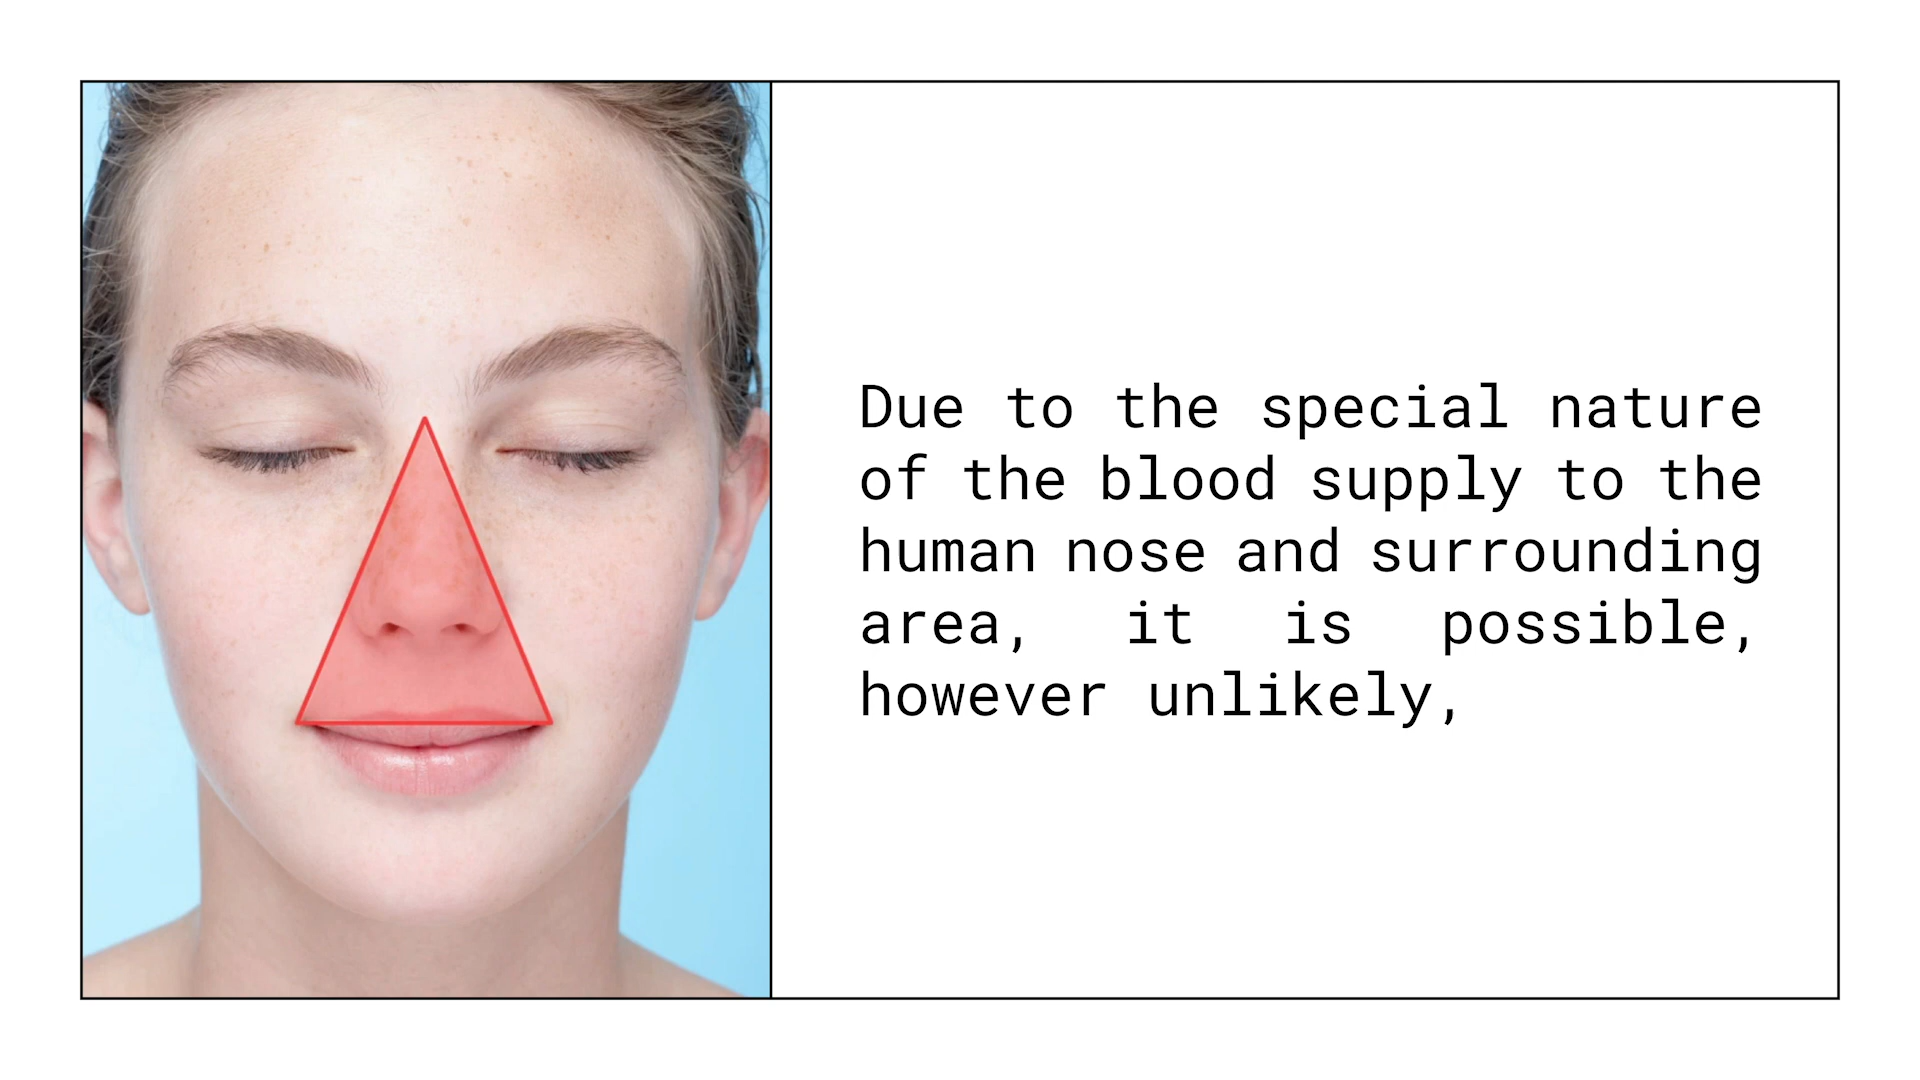 Due to the special nature
of the blood supply to the
human nose and surrounding
area, it is possible,
however unlikely,